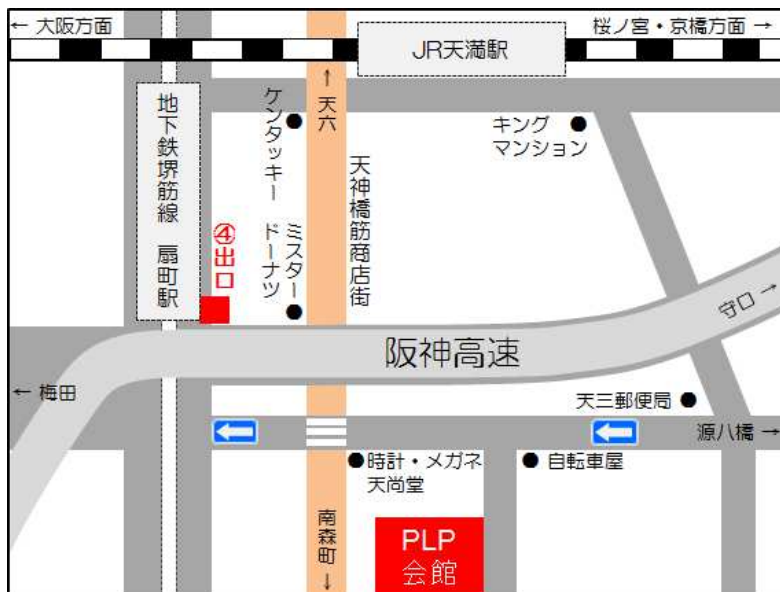 ← 大阪方面
桜ノ宮・京橋方面 →
JR天満駅
地下鉄堺筋線 扇町駅
④出口
ケンタッキー
←天六
ミスター
ドーナツ
天神橋筋商店街
キング
マンション
阪神高速
守口 →
← 梅田
天三郵便局
源八橋 →
時計・メガネ
天尚堂
自転車屋
南森町→
PLP
会館